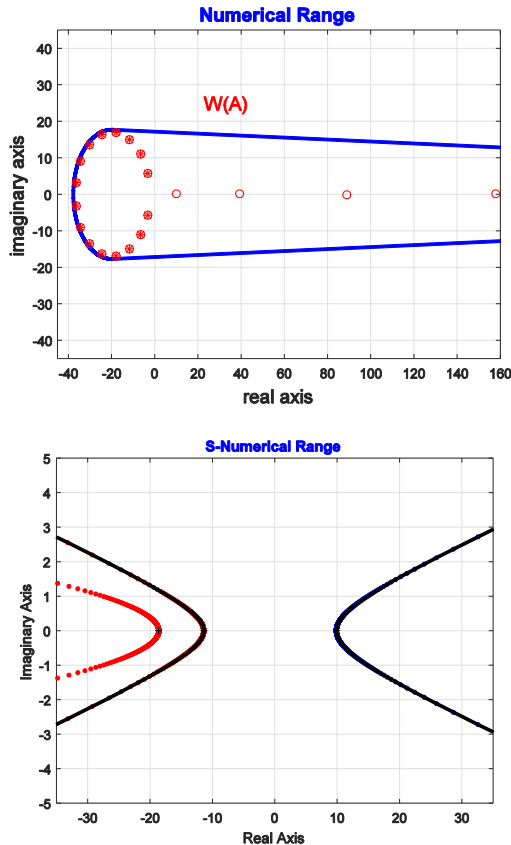 Numerical Range
40
30
20
10
0
-10
-20
-30
-40
imaginary axis
W(A)
-40 -20 0 20 40 60 80 100 120 140 160
real axis
S-Numerical Range
5
4
3
2
1
0
-1
-2
-3
-4
-5
Imaginary Axis
-30 -20 -10 0 10 20 30
Real Axis